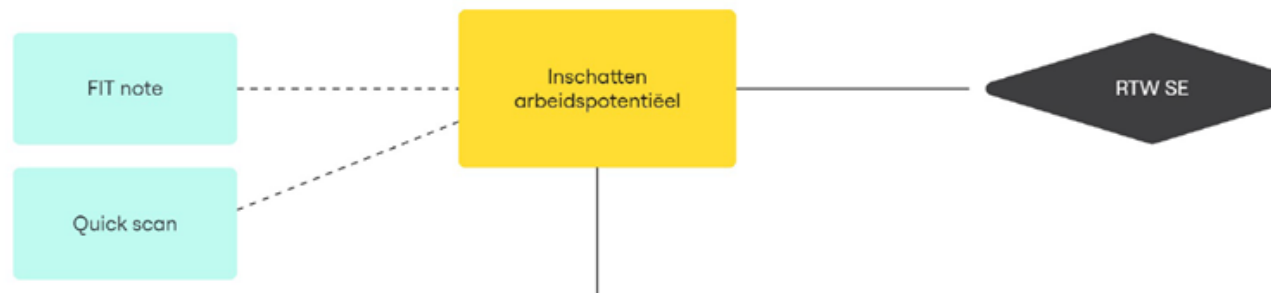 FIT note
Inschatten
arbeidspotentiëel
RTW SE
Quick scan